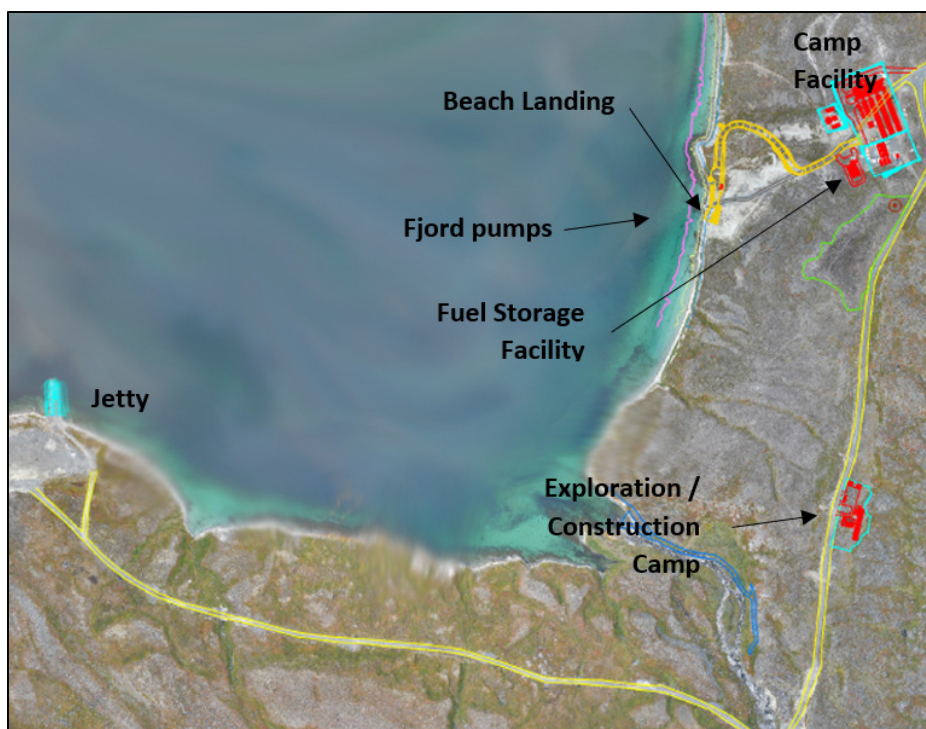 Camp
Facility
Beach Landing
Fjord pumps
Fuel Storage
Facility
Jetty
Exploration /
Construction
Camp